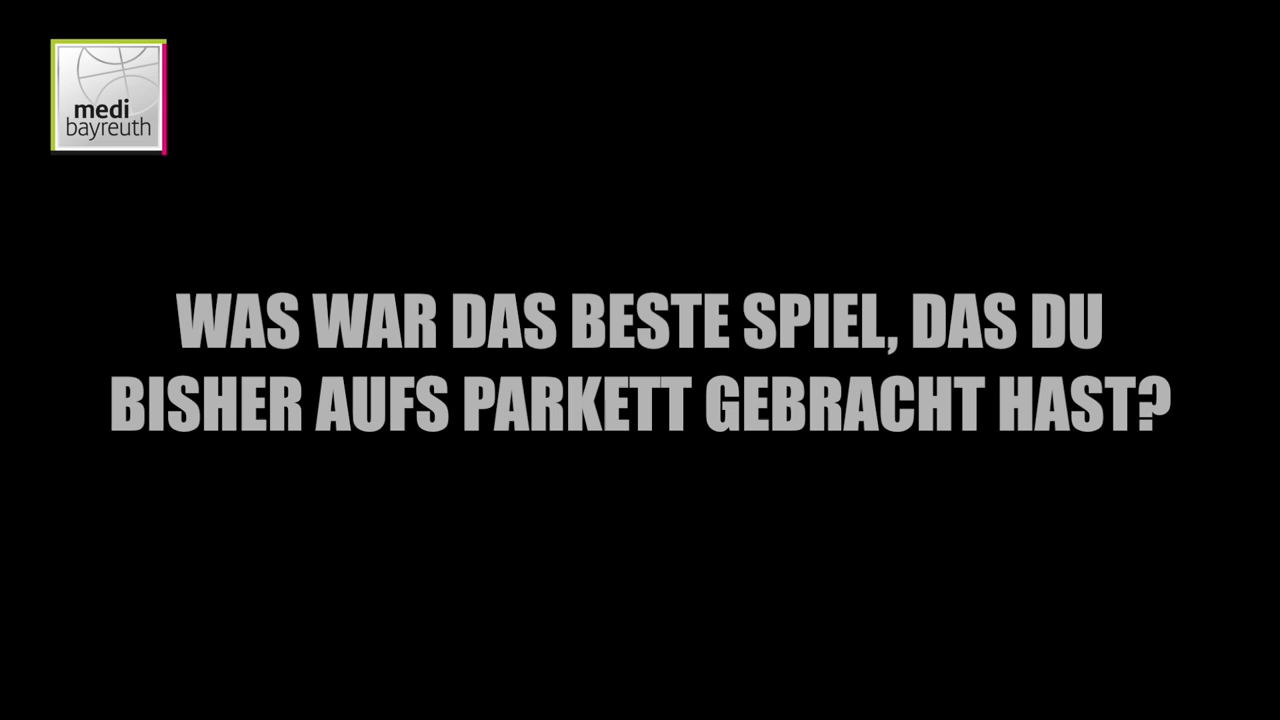 medi
bayreuth
WAS WAR DAS BESTE SPIEL, DAS DU
BISHER AUFS PARKETT GEBRACHT HAST?